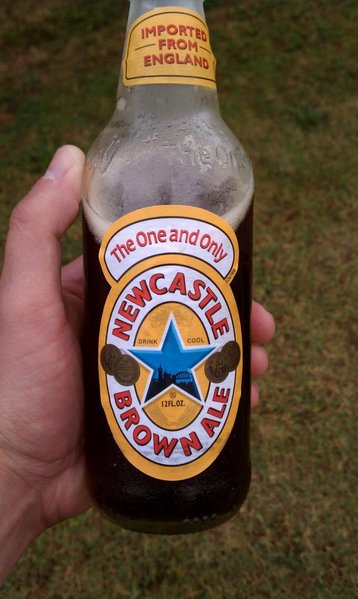 IMPORTED
FROM
ENGLAND
The One and Only
NEWCASTLE
DRINK COOL
12FL.OZ.
BROWN ALE